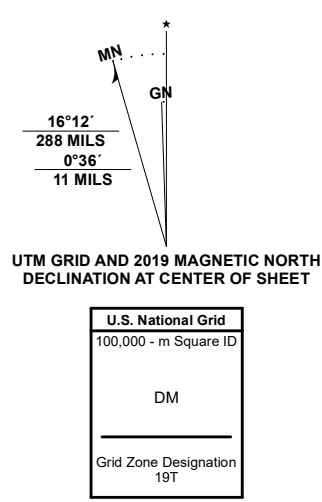 ★
MN
GN
16°12´
288 MILS
0°36´
11 MILS
UTM GRID AND 2019 MAGNETIC NORTH
DECLINATION AT CENTER OF SHEET
U.S. National Grid
100,000 - m Square ID
DM
Grid Zone Designation
19T